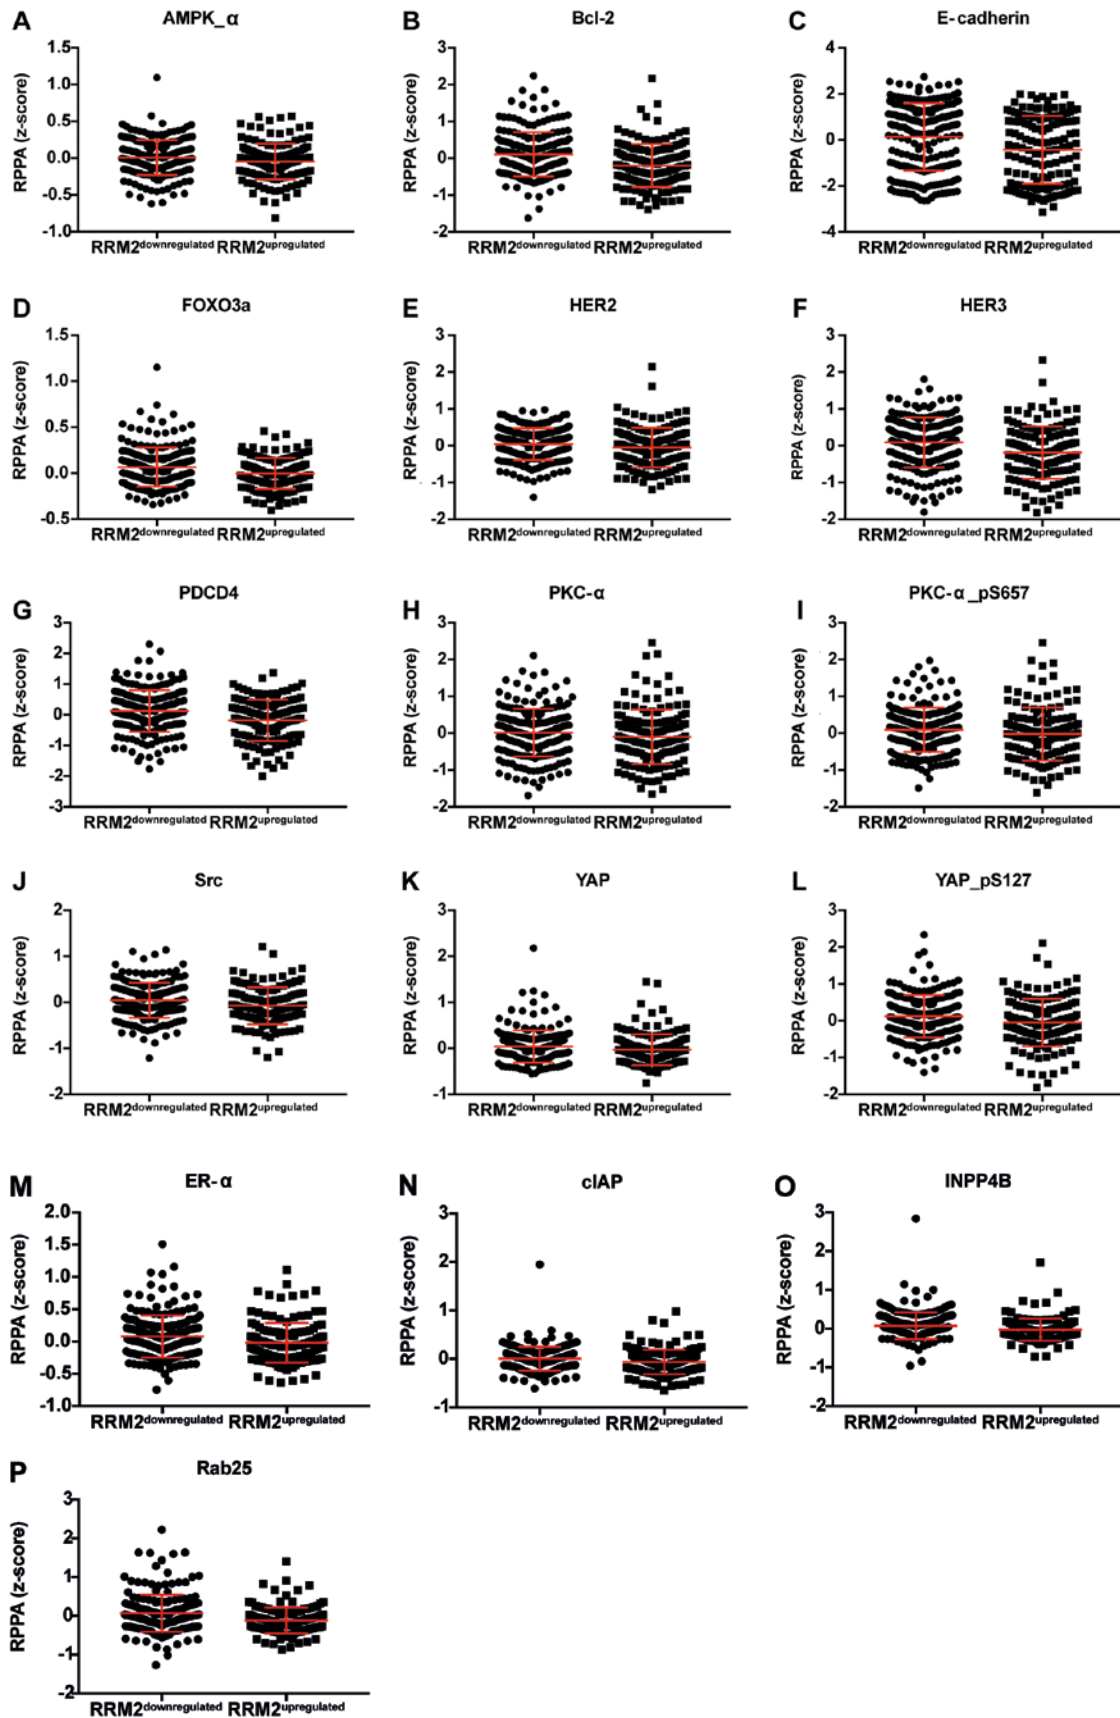 A AMPK_α
RPPA (z-score)
1.5
1.0
0.5
0.0
-0.5
-1.0
RRM2downregulated RRM2upregulated
B Bcl-2
RPPA (z-score)
3
2
1
0
-1
-2
RRM2downregulated RRM2upregulated
C E-cadherin
RPPA (z-score)
4
2
0
-2
-4
RRM2downregulated RRM2upregulated
D FOXO3a
RPPA (z-score)
1.5
1.0
0.5
0.0
-0.5
RRM2downregulated RRM2upregulated
E HER2
RPPA (z-score)
3
2
1
0
-1
-2
RRM2downregulated RRM2upregulated
F HER3
RPPA (z-score)
3
2
1
0
-1
-2
RRM2downregulated RRM2upregulated
G PDCD4
RPPA (z-score)
3
2
1
0
-1
-2
-3
RRM2downregulated RRM2upregulated
H PKC-α
RPPA (z-score)
3
2
1
0
-1
-2
RRM2downregulated RRM2upregulated
I PKC-α_pS657
RPPA (z-score)
3
2
1
0
-1
-2
RRM2downregulated RRM2upregulated
J Src
RPPA (z-score)
2
1
0
-1
-2
RRM2downregulated RRM2upregulated
K YAP
RPPA (z-score)
3
2
1
0
-1
RRM2downregulated RRM2upregulated
L YAP_pS127
RPPA (z-score)
3
2
1
0
-1
-2
RRM2downregulated RRM2upregulated
M ER-α
RPPA (z-score)
2.0
1.5
1.0
0.5
0.0
-0.5
-1.0
RRM2downregulated RRM2upregulated
N cIAP
RPPA (z-score)
3
2
1
0
-1
RRM2downregulated RRM2upregulated
O INPP4B
RPPA (z-score)
3
2
1
0
-1
-2
RRM2downregulated RRM2upregulated
P Rab25
RPPA (z-score)
3
2
1
0
-1
-2
RRM2downregulated RRM2upregulated